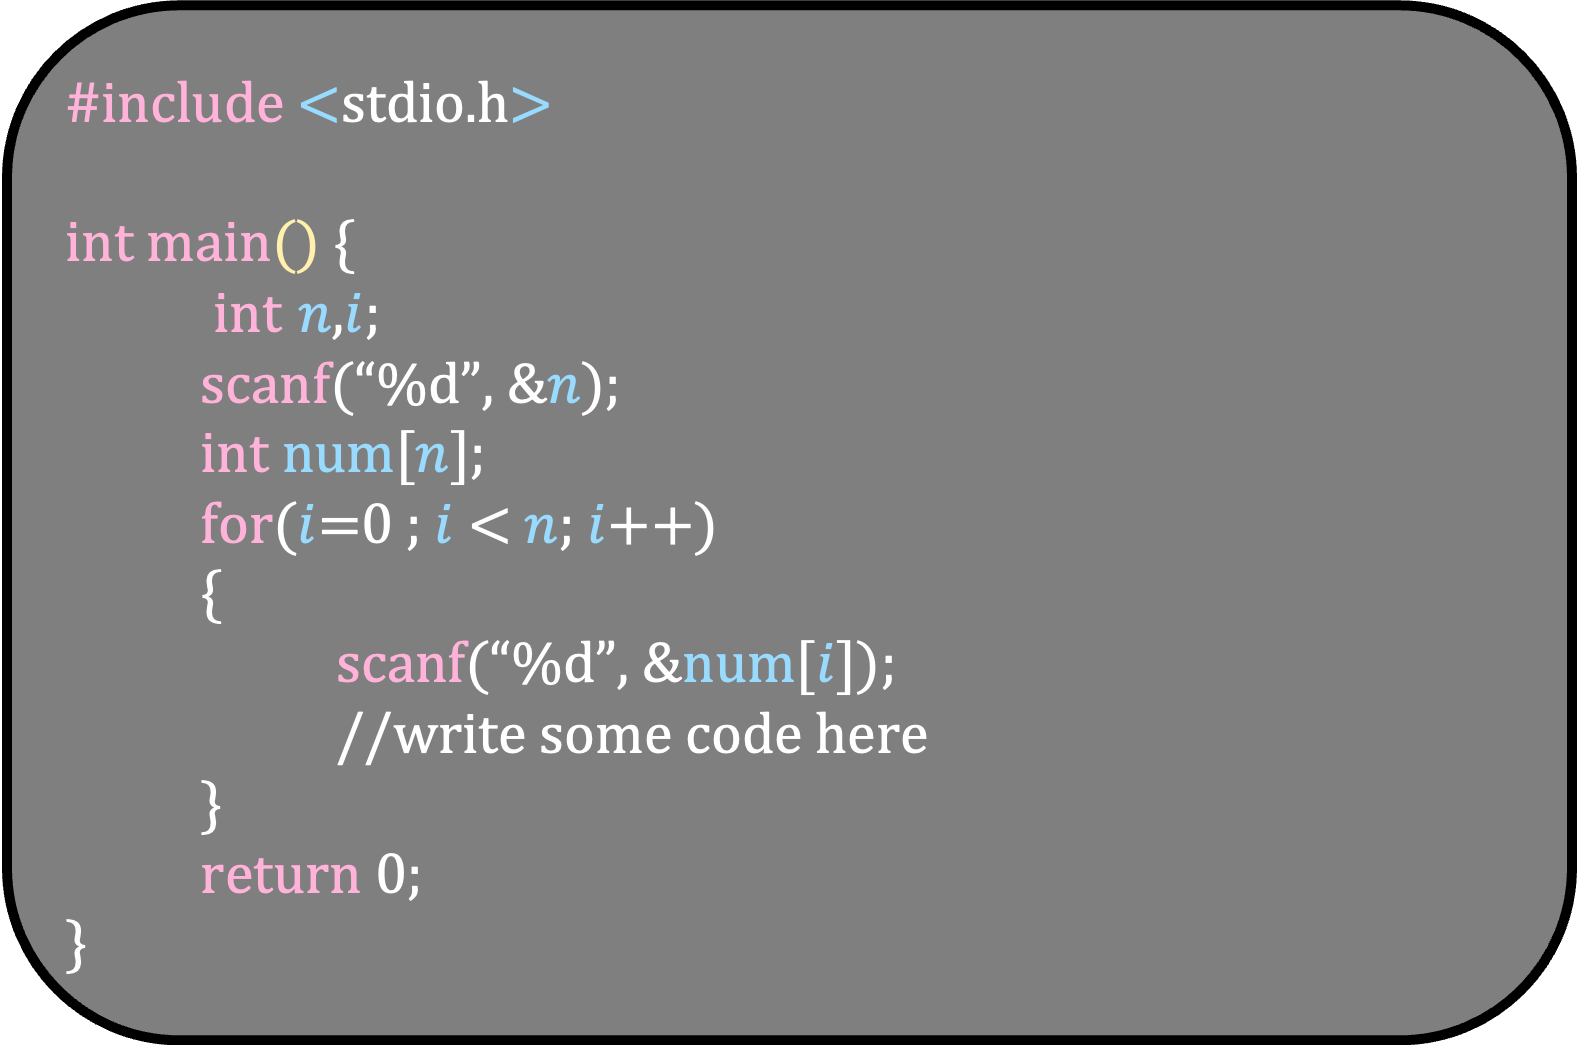 #include <stdio.h>
int main() {
int n,i;
scanf(“%d”, &n);
int num[n];
for(i=0 ; i < n; i++)
{
scanf(“%d”, &num[i]);
//write some code here
}
return 0;
}